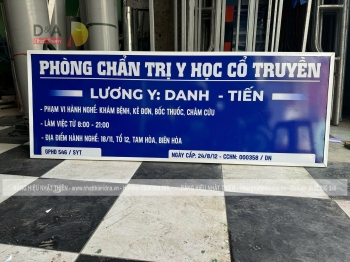 PHÒNG CHẨN TRỊ Y HỌC CỔ TRUYỀN
LƯƠNG Y: DANH - TIẾN
- PHẠM VI HÀNH NGHỀ: KHÁM BỆNH, KÊ ĐƠN, BỐC THUỐC, CHÂM CỨU
- LÀM VIỆC TỪ 8:00 - 21:00
- ĐỊA ĐIỂM HÀNH NGHỀ: 18/11, TỔ 12, TAM HÒA, BIÊN HÒA
GPHĐ 546 / SYT
NGÀY CẤP: 24/8/12 - CCHN: 000358 / ĐN